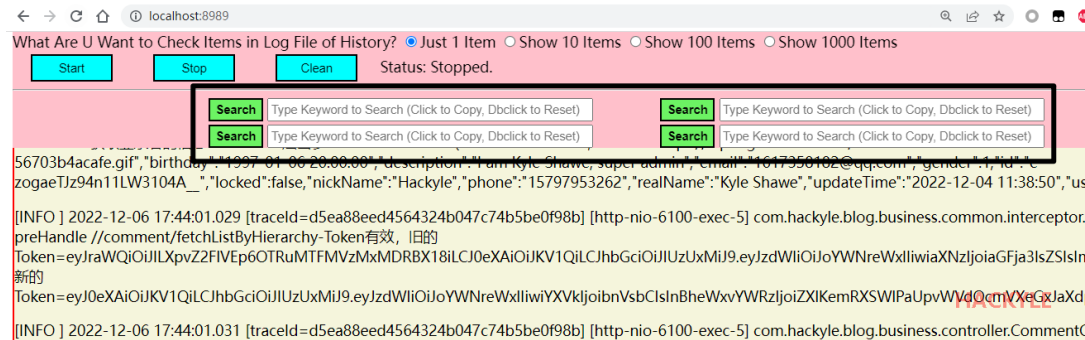 localhost:8989
What Are U Want to Check Items in Log File of History? Just 1 Item Show 10 Items Show 100 Items Show 1000 Items
Start Stop Clean Status: Stopped.
Search Type Keyword to Search (Click to Copy, Dbclick to Reset) Search Type Keyword to Search (Click to Copy, Dbclick to Reset)
Search Type Keyword to Search (Click to Copy, Dbclick to Reset) Search Type Keyword to Search (Click to Copy, Dbclick to Reset)
56703b4acafe.gif","birthday":"1997-01-06 20:00:00","description":"I am Kyle Shawe, super admin","email":"1617358182@qq.com","gender":1,"id":"
zogaeTJz94n11LW3104A__","locked":false,"nickName":"Hackyle","phone":"15797953262","realName":"Kyle Shawe","updateTime":"2022-12-04 11:38:50","us
[INFO ] 2022-12-06 17:44:01.029 [traceId=d5ea88eed4564324b047c74b5be0f98b] [http-nio-6100-exec-5] com.hackyle.blog.business.common.interceptor.
preHandle //comment/fetchListByHierarchy-Token有效，旧的
新的
HACKYLE
[INFO ] 2022-12-06 17:44:01.031 [traceId=d5ea88eed4564324b047c74b5be0f98b] [http-nio-6100-exec-5] com.hackyle.blog.business.controller.CommentC